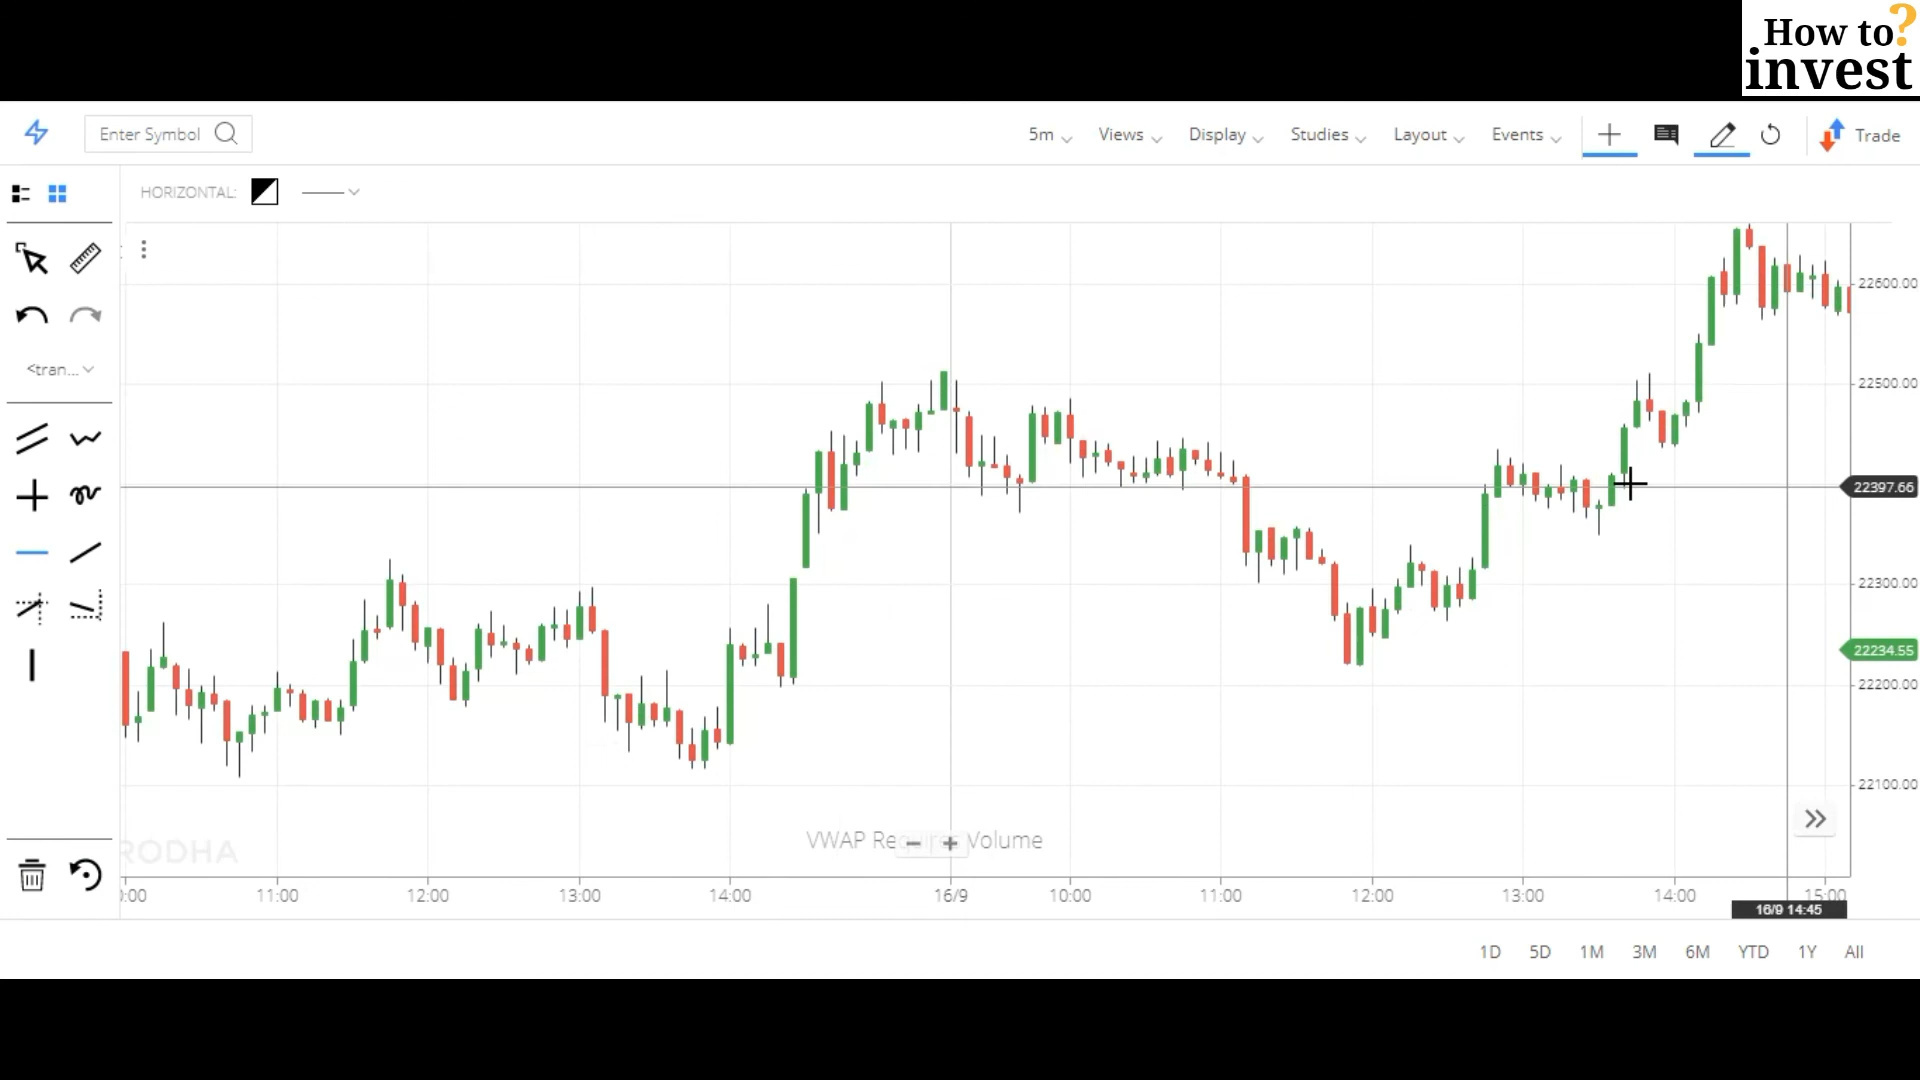 How to?
invest
Enter Symbol
5m
Views
Display
Studies
Layout
Events
Trade
HORIZONTAL:
<tran...
22600.00
22500.00
22397.66
22300.00
22234.55
22200.00
22100.00
RODHA
VWAP Requires Volume
:00 11:00 12:00 13:00 14:00 16/9 10:00 11:00 12:00 13:00 14:00 15:00
16/9 14:45
1D 5D 1M 3M 6M YTD 1Y All